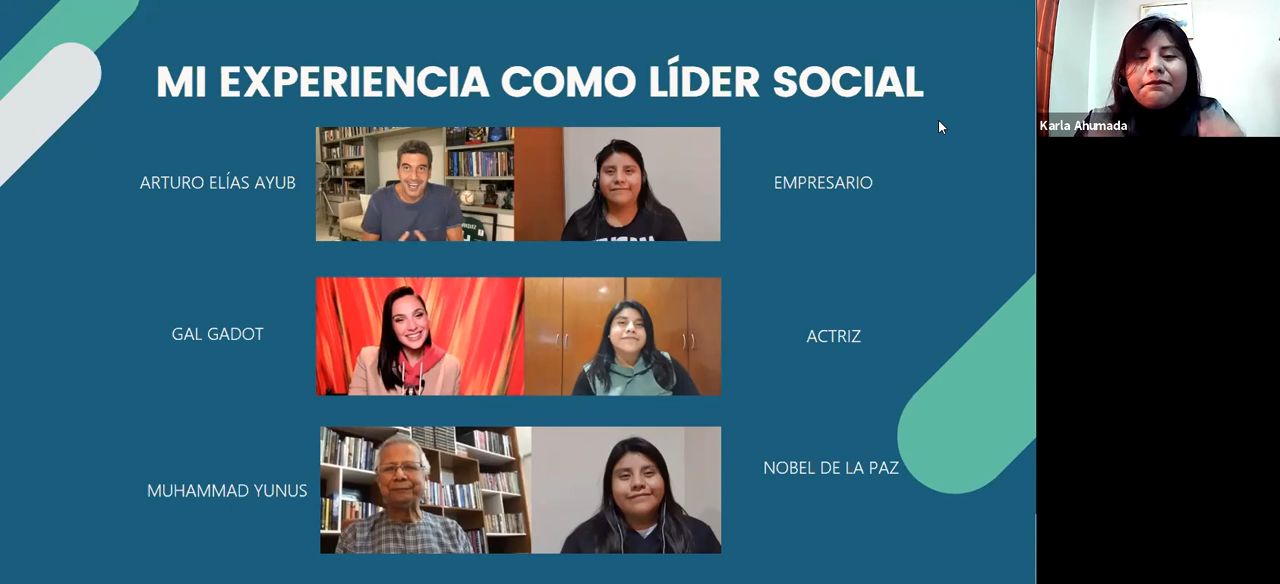 MI EXPERIENCIA COMO LÍDER SOCIAL
Karla Ahumada
ARTURO ELÍAS AYUB
EMPRESARIO
GAL GADOT
ACTRIZ
MUHAMMAD YUNUS
NOBEL DE LA PAZ